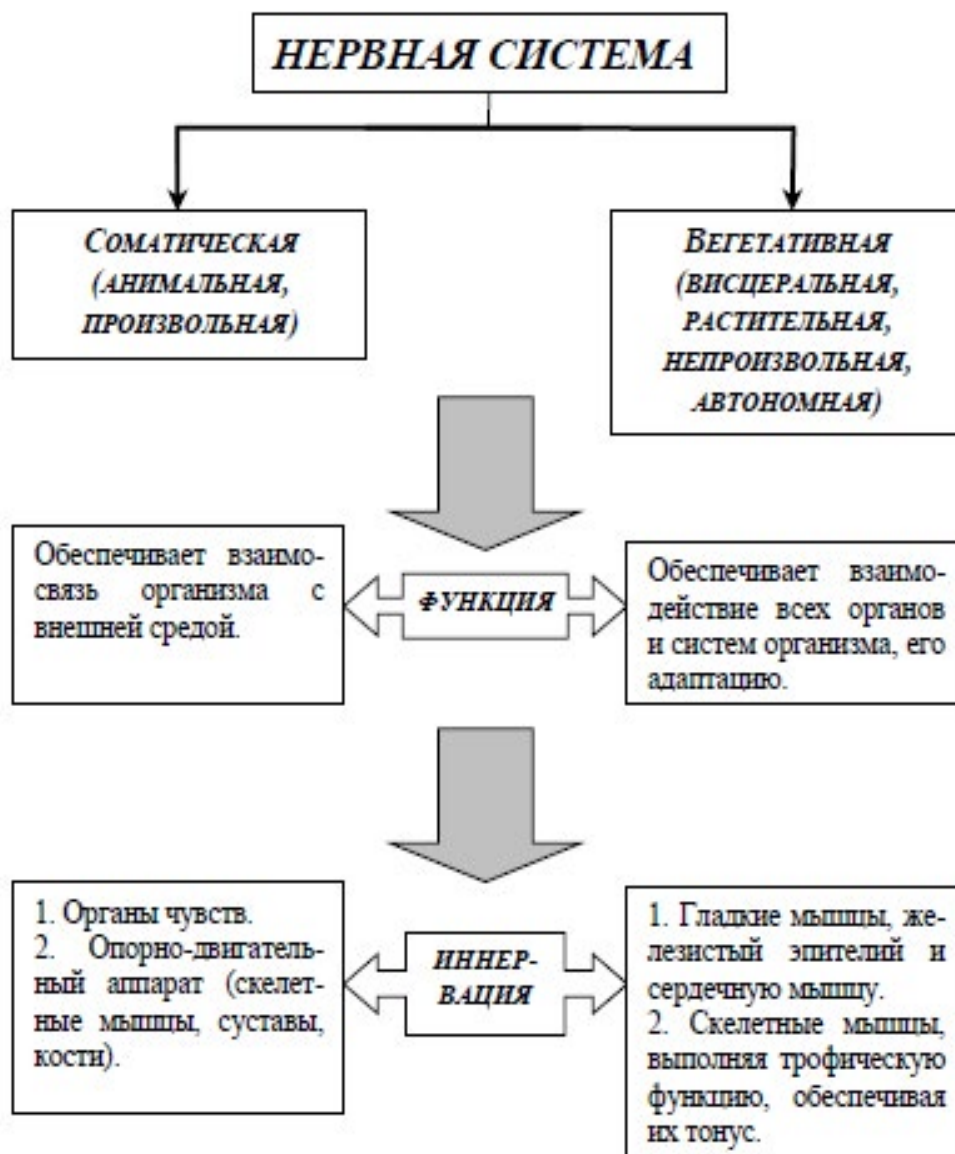 НЕРВНАЯ СИСТЕМА
СОМАТИЧЕСКАЯ
(АНИМАЛЬНАЯ,
ПРОИЗВОЛЬНАЯ)
ВЕГЕТАТИВНАЯ
(ВИСЦЕРАЛЬНАЯ,
РАСТИТЕЛЬНАЯ,
НЕПРОИЗВОЛЬНАЯ,
АВТОНОМНАЯ)
Обеспечивает взаимо-
связь организма с
внешней средой.
ФУНКЦИЯ
Обеспечивает взаимо-
действие всех органов
и систем организма, его
адаптацию.
1. Органы чувств.
2. Опорно-двигатель-
ный аппарат (скелет-
ные мышцы, суставы,
кости).
ИННЕР-
ВАЦИЯ
1. Гладкие мышцы, же-
лезистый эпителий и
сердечную мышцу.
2. Скелетные мышцы,
выполняя трофическую
функцию, обеспечивая
их тонус.